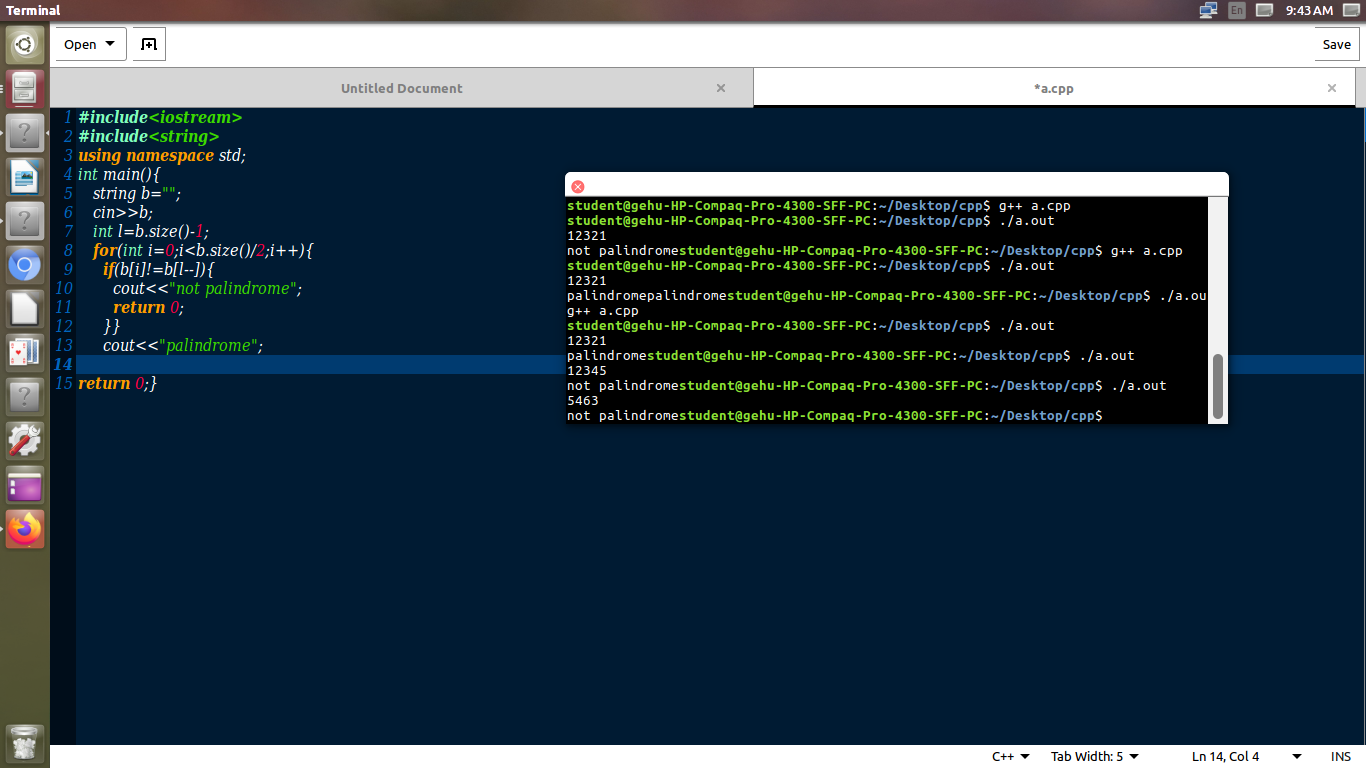 Terminal
En
9:43 AM
Open
Save
Untitled Document
*a.cpp
1 #include<iostream>
2 #include<string>
3 using namespace std;
4 int main(){
5 string b="";
6 cin>>b;
7 int l=b.size()-1;
8 for(int i=0;i<b.size()/2;i++){
9 if(b[i]!=b[l--]){
10 cout<<"not palindrome";
11 return 0;
12 }}
13 cout<<"palindrome";
14
15 return 0;}
student@gehu-HP-Compaq-Pro-4300-SFF-PC:~/Desktop/cpp$ g++ a.cpp
student@gehu-HP-Compaq-Pro-4300-SFF-PC:~/Desktop/cpp$ ./a.out
12321
not palindromestudent@gehu-HP-Compaq-Pro-4300-SFF-PC:~/Desktop/cpp$ g++ a.cpp
student@gehu-HP-Compaq-Pro-4300-SFF-PC:~/Desktop/cpp$ ./a.out
12321
palindromepalindromestudent@gehu-HP-Compaq-Pro-4300-SFF-PC:~/Desktop/cpp$ ./a.ou
g++ a.cpp
student@gehu-HP-Compaq-Pro-4300-SFF-PC:~/Desktop/cpp$ ./a.out
12321
palindromestudent@gehu-HP-Compaq-Pro-4300-SFF-PC:~/Desktop/cpp$ ./a.out
12345
not palindromestudent@gehu-HP-Compaq-Pro-4300-SFF-PC:~/Desktop/cpp$ ./a.out
5463
not palindromestudent@gehu-HP-Compaq-Pro-4300-SFF-PC:~/Desktop/cpp$
C++
Tab Width: 5
Ln 14, Col 4
INS